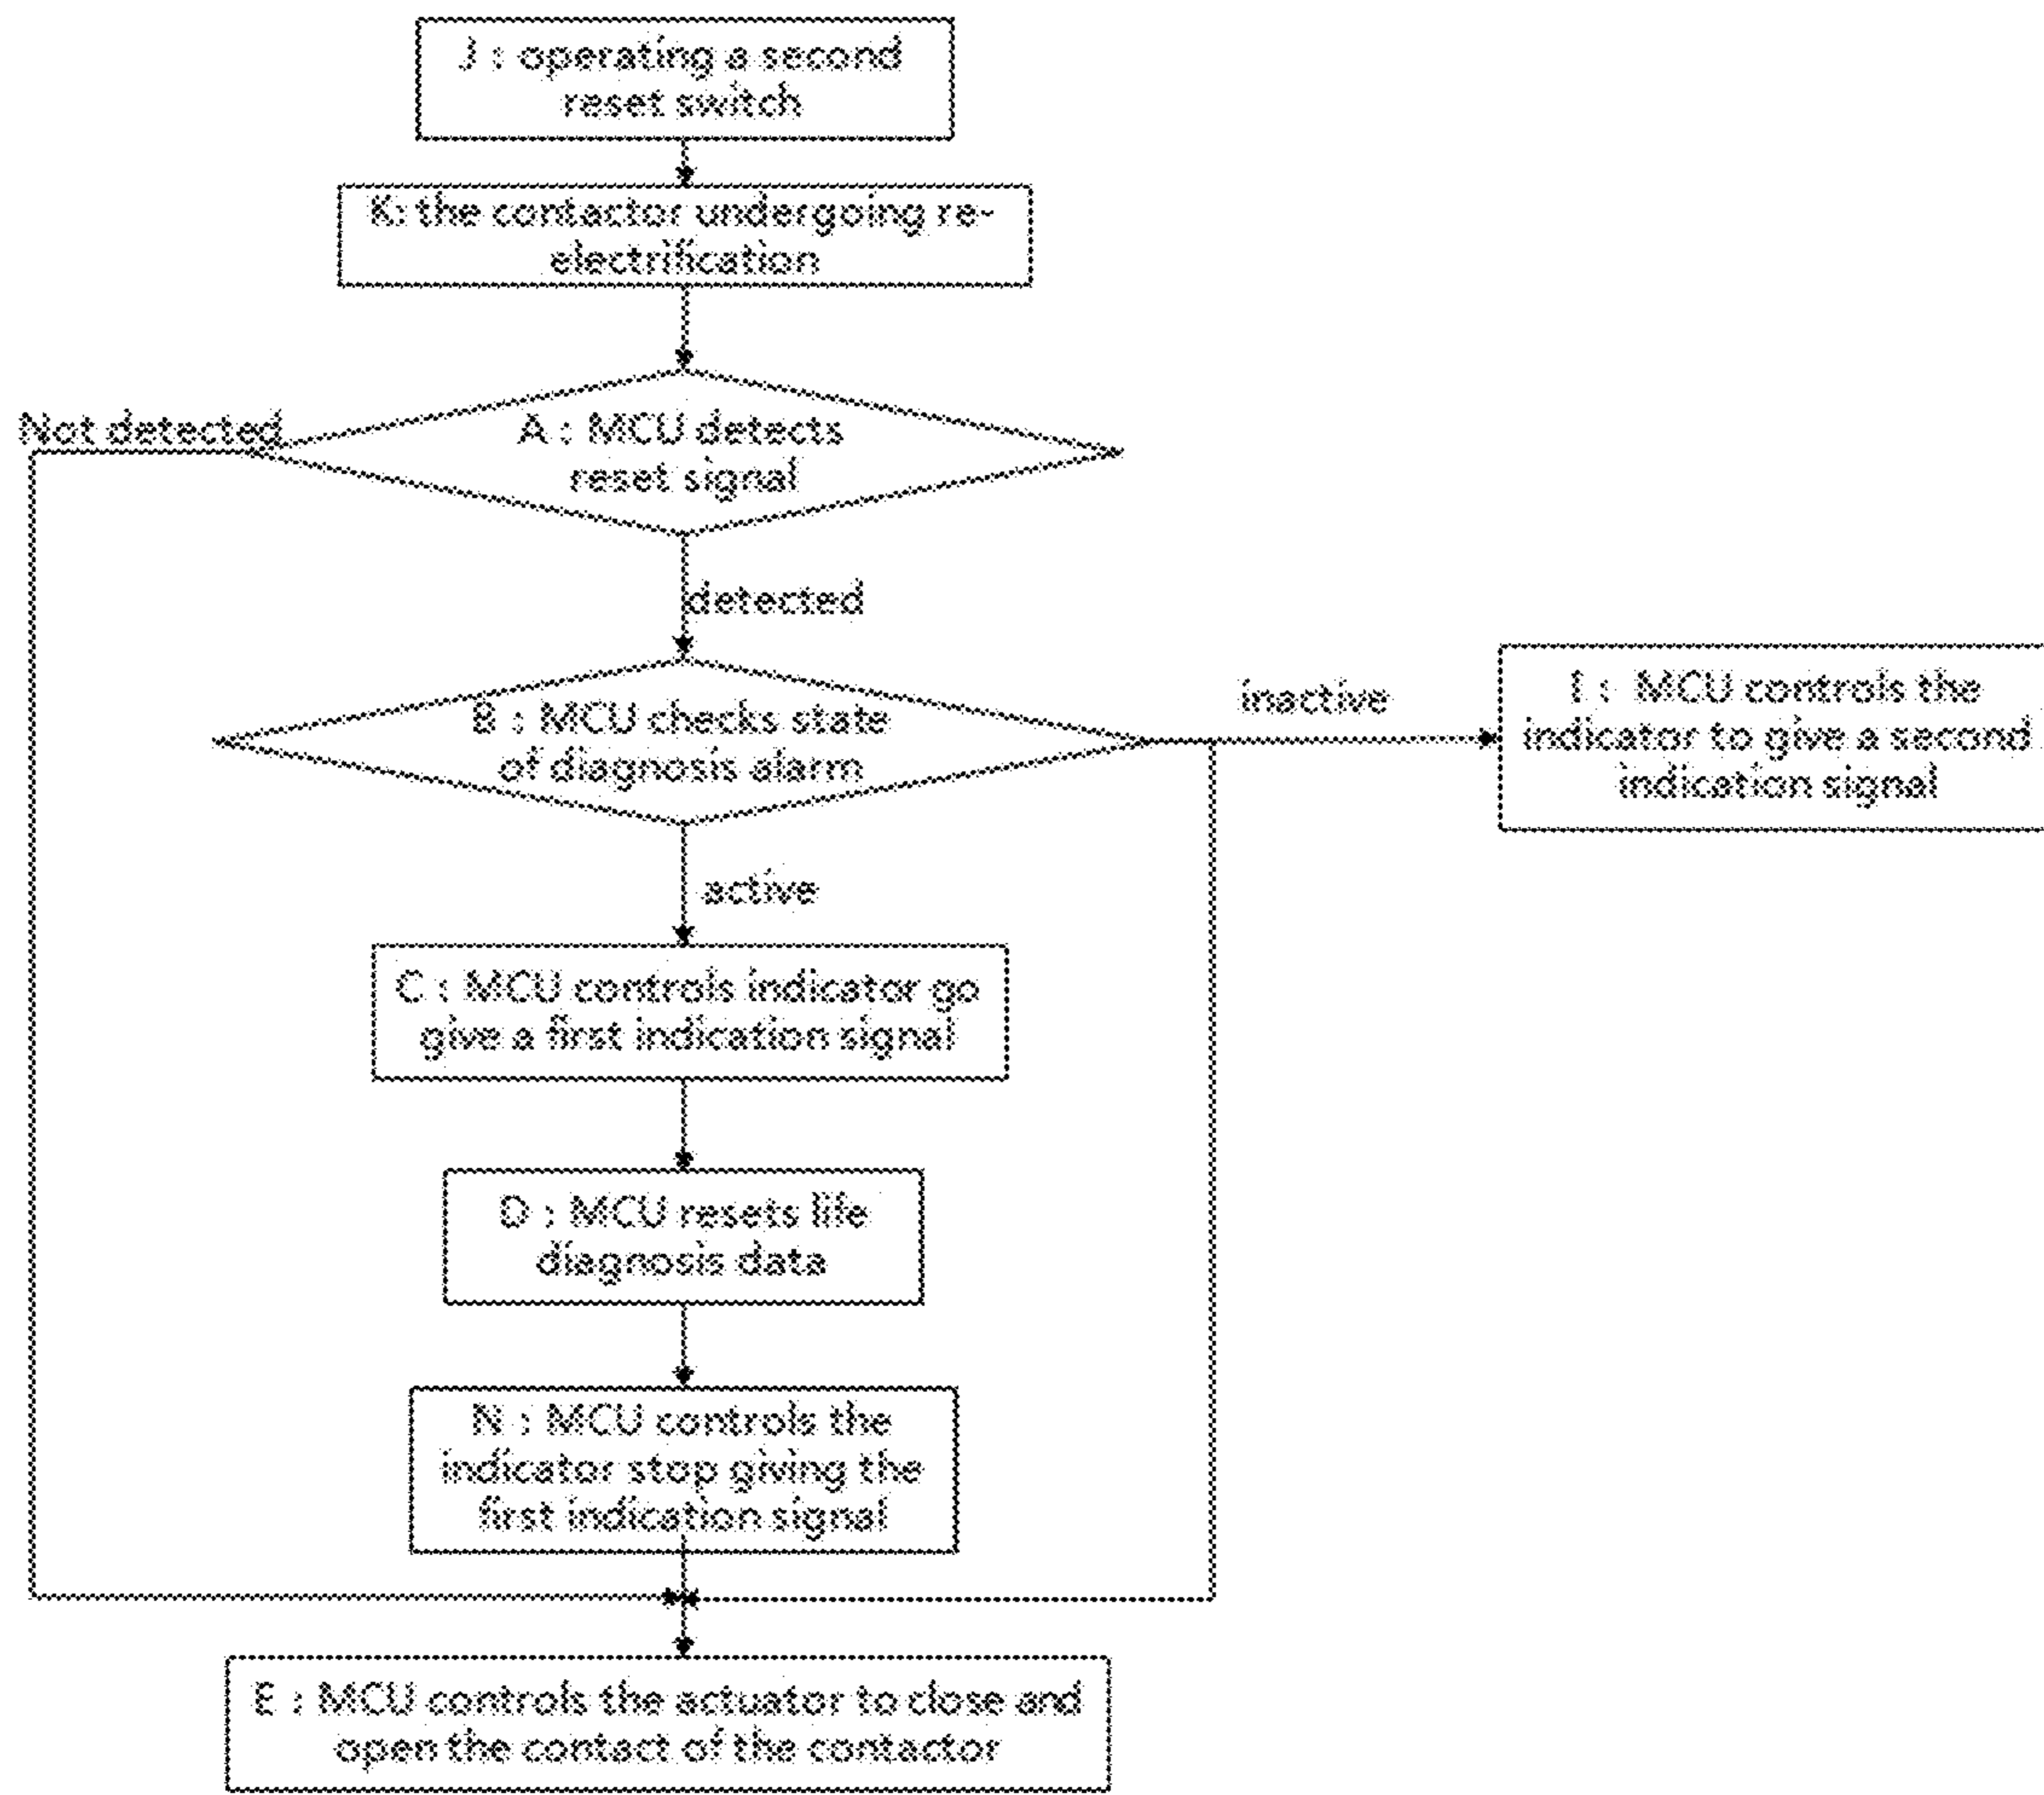 J : operating a second
reset switch
K: the contactor undergoing re-
electrification
Not detected
A : MCU detects
reset signal
detected
B : MCU checks state
of diagnosis alarm
inactive
I : MCU controls the
indicator to give a second
indication signal
active
C : MCU controls indicator go
give a first indication signal
D : MCU resets life
diagnosis data
N : MCU controls the
indicator stop giving the
first indication signal
E : MCU controls the actuator to close and
open the contact of the contactor